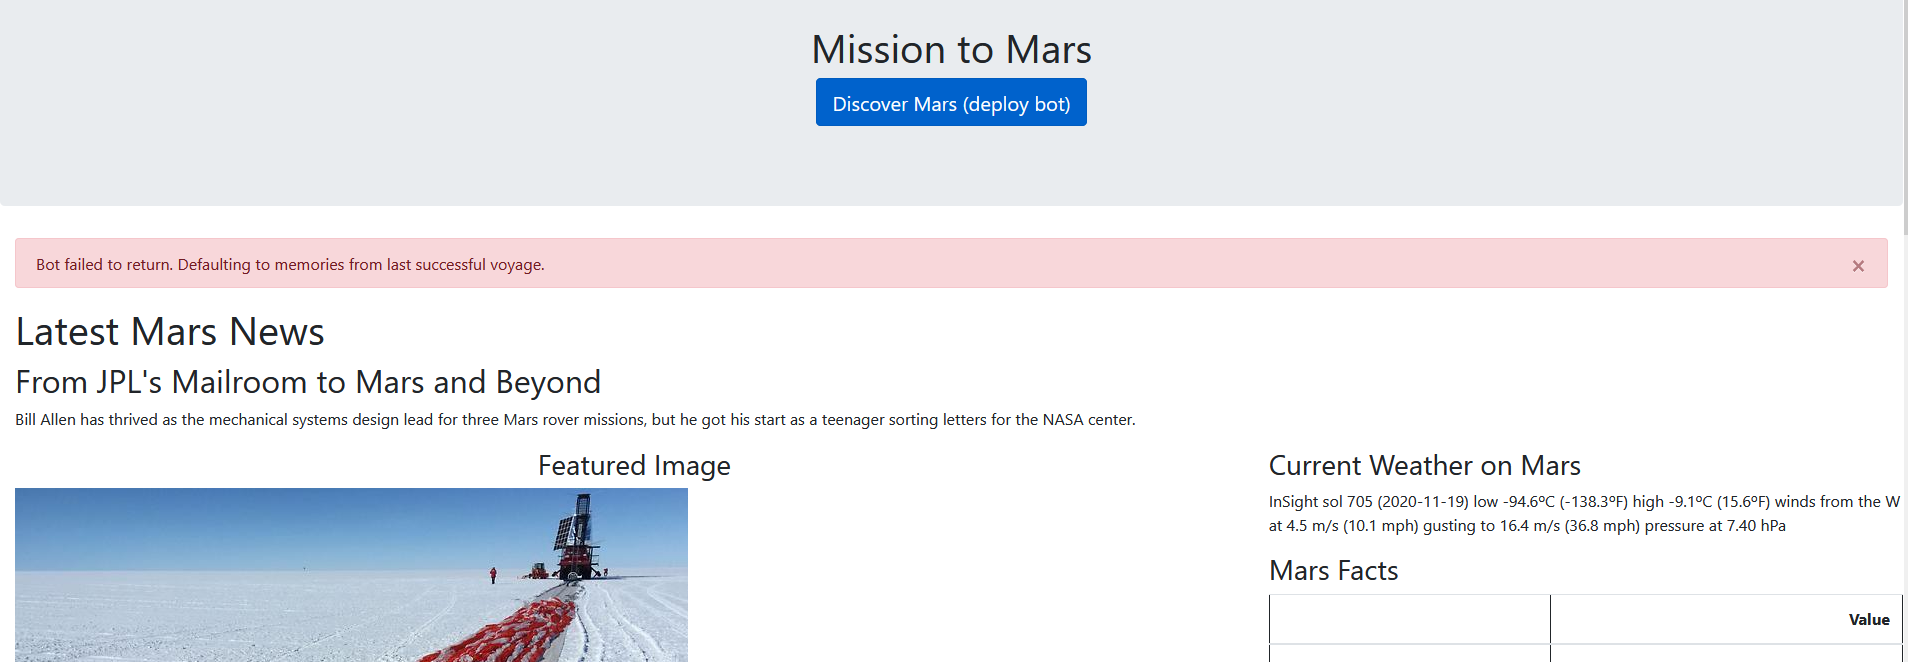 Mission to Mars
Discover Mars (deploy bot)
Bot failed to return. Defaulting to memories from last successful voyage.
×
Latest Mars News
From JPL's Mailroom to Mars and Beyond
Bill Allen has thrived as the mechanical systems design lead for three Mars rover missions, but he got his start as a teenager sorting letters for the NASA center.
Featured Image
Current Weather on Mars
InSight sol 705 (2020-11-19) low -94.6ºC (-138.3ºF) high -9.1ºC (15.6ºF) winds from the W
at 4.5 m/s (10.1 mph) gusting to 16.4 m/s (36.8 mph) pressure at 7.40 hPa
Mars Facts
Value